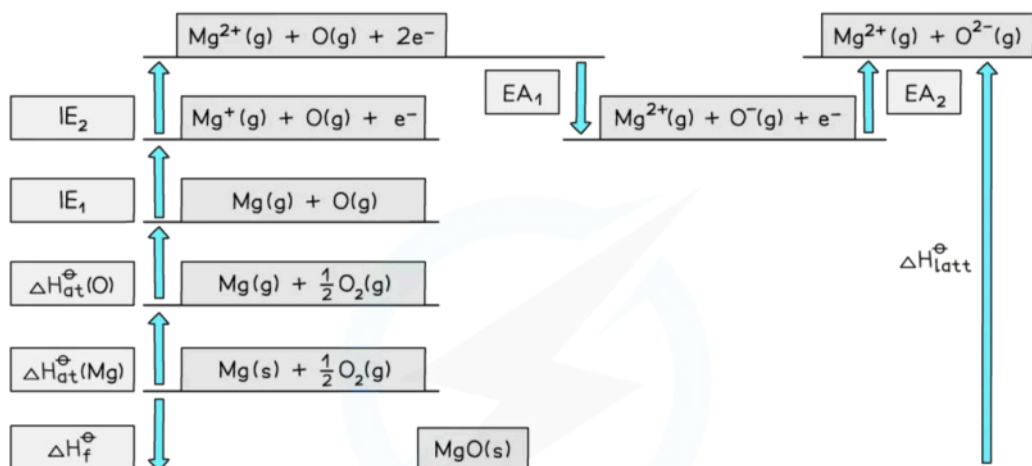 Mg²⁺(g) + O(g) + 2e⁻
Mg²⁺(g) + O²⁻(g)
EA₁
EA₂
IE₂
Mg⁺(g) + O(g) + e⁻
Mg²⁺(g) + O⁻(g) + e⁻
IE₁
Mg(g) + O(g)
ΔH⦵at(O)
Mg(g) + ½O₂(g)
ΔH⦵latt
ΔH⦵at(Mg)
Mg(s) + ½O₂(g)
ΔH⦵f
MgO(s)